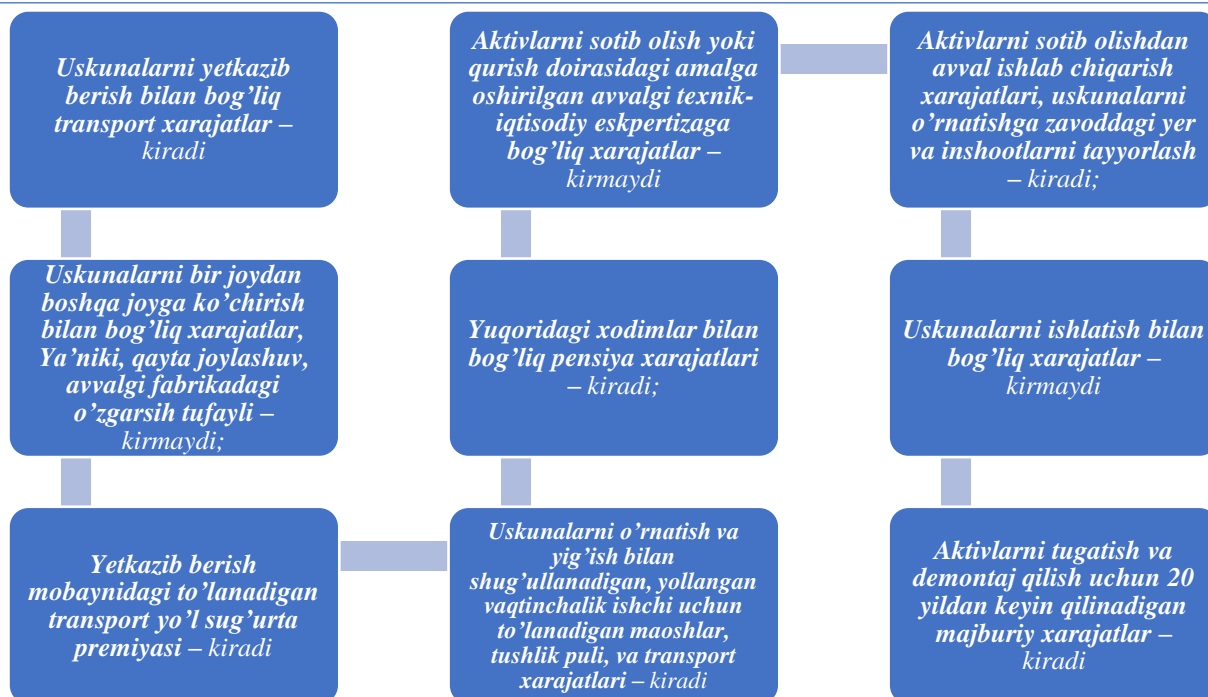 Uskunalarni yetkazib
berish bilan bog’liq
transport xarajatlar –
kiradi
Uskunalarni bir joydan
boshqa joyga ko’chirish
bilan bog’liq xarajatlar,
Ya’niki, qayta joylashuv,
avvalgi fabrikadagi
o’zgarsih tufayli –
kirmaydi;
Yetkazib berish
mobaynidagi to’lanadigan
transport yo’l sug’urta
premiyasi – kiradi
Uskunalarni o’rnatish va
yig’ish bilan
shug’ullanadigan, yollangan
vaqtinchalik ishchi uchun
to’lanadigan maoshlar,
tushlik puli, va transport
xarajatlari – kiradi
Yuqoridagi xodimlar bilan
bog’liq pensiya xarajatlari
– kiradi;
Aktivlarni sotib olish yoki
qurish doirasidagi amalga
oshirilgan avvalgi texnik-
iqtisodiy eskpertizaga
bog’liq xarajatlar –
kirmaydi
Aktivlarni sotib olishdan
avval ishlab chiqarish
xarajatlari, uskunalarni
o’rnatishga zavoddagi yer
va inshootlarni tayyorlash
– kiradi;
Uskunalarni ishlatish bilan
bog’liq xarajatlar –
kirmaydi
Aktivlarni tugatish va
demontaj qilish uchun 20
yildan keyin qilinadigan
majburiy xarajatlar –
kiradi